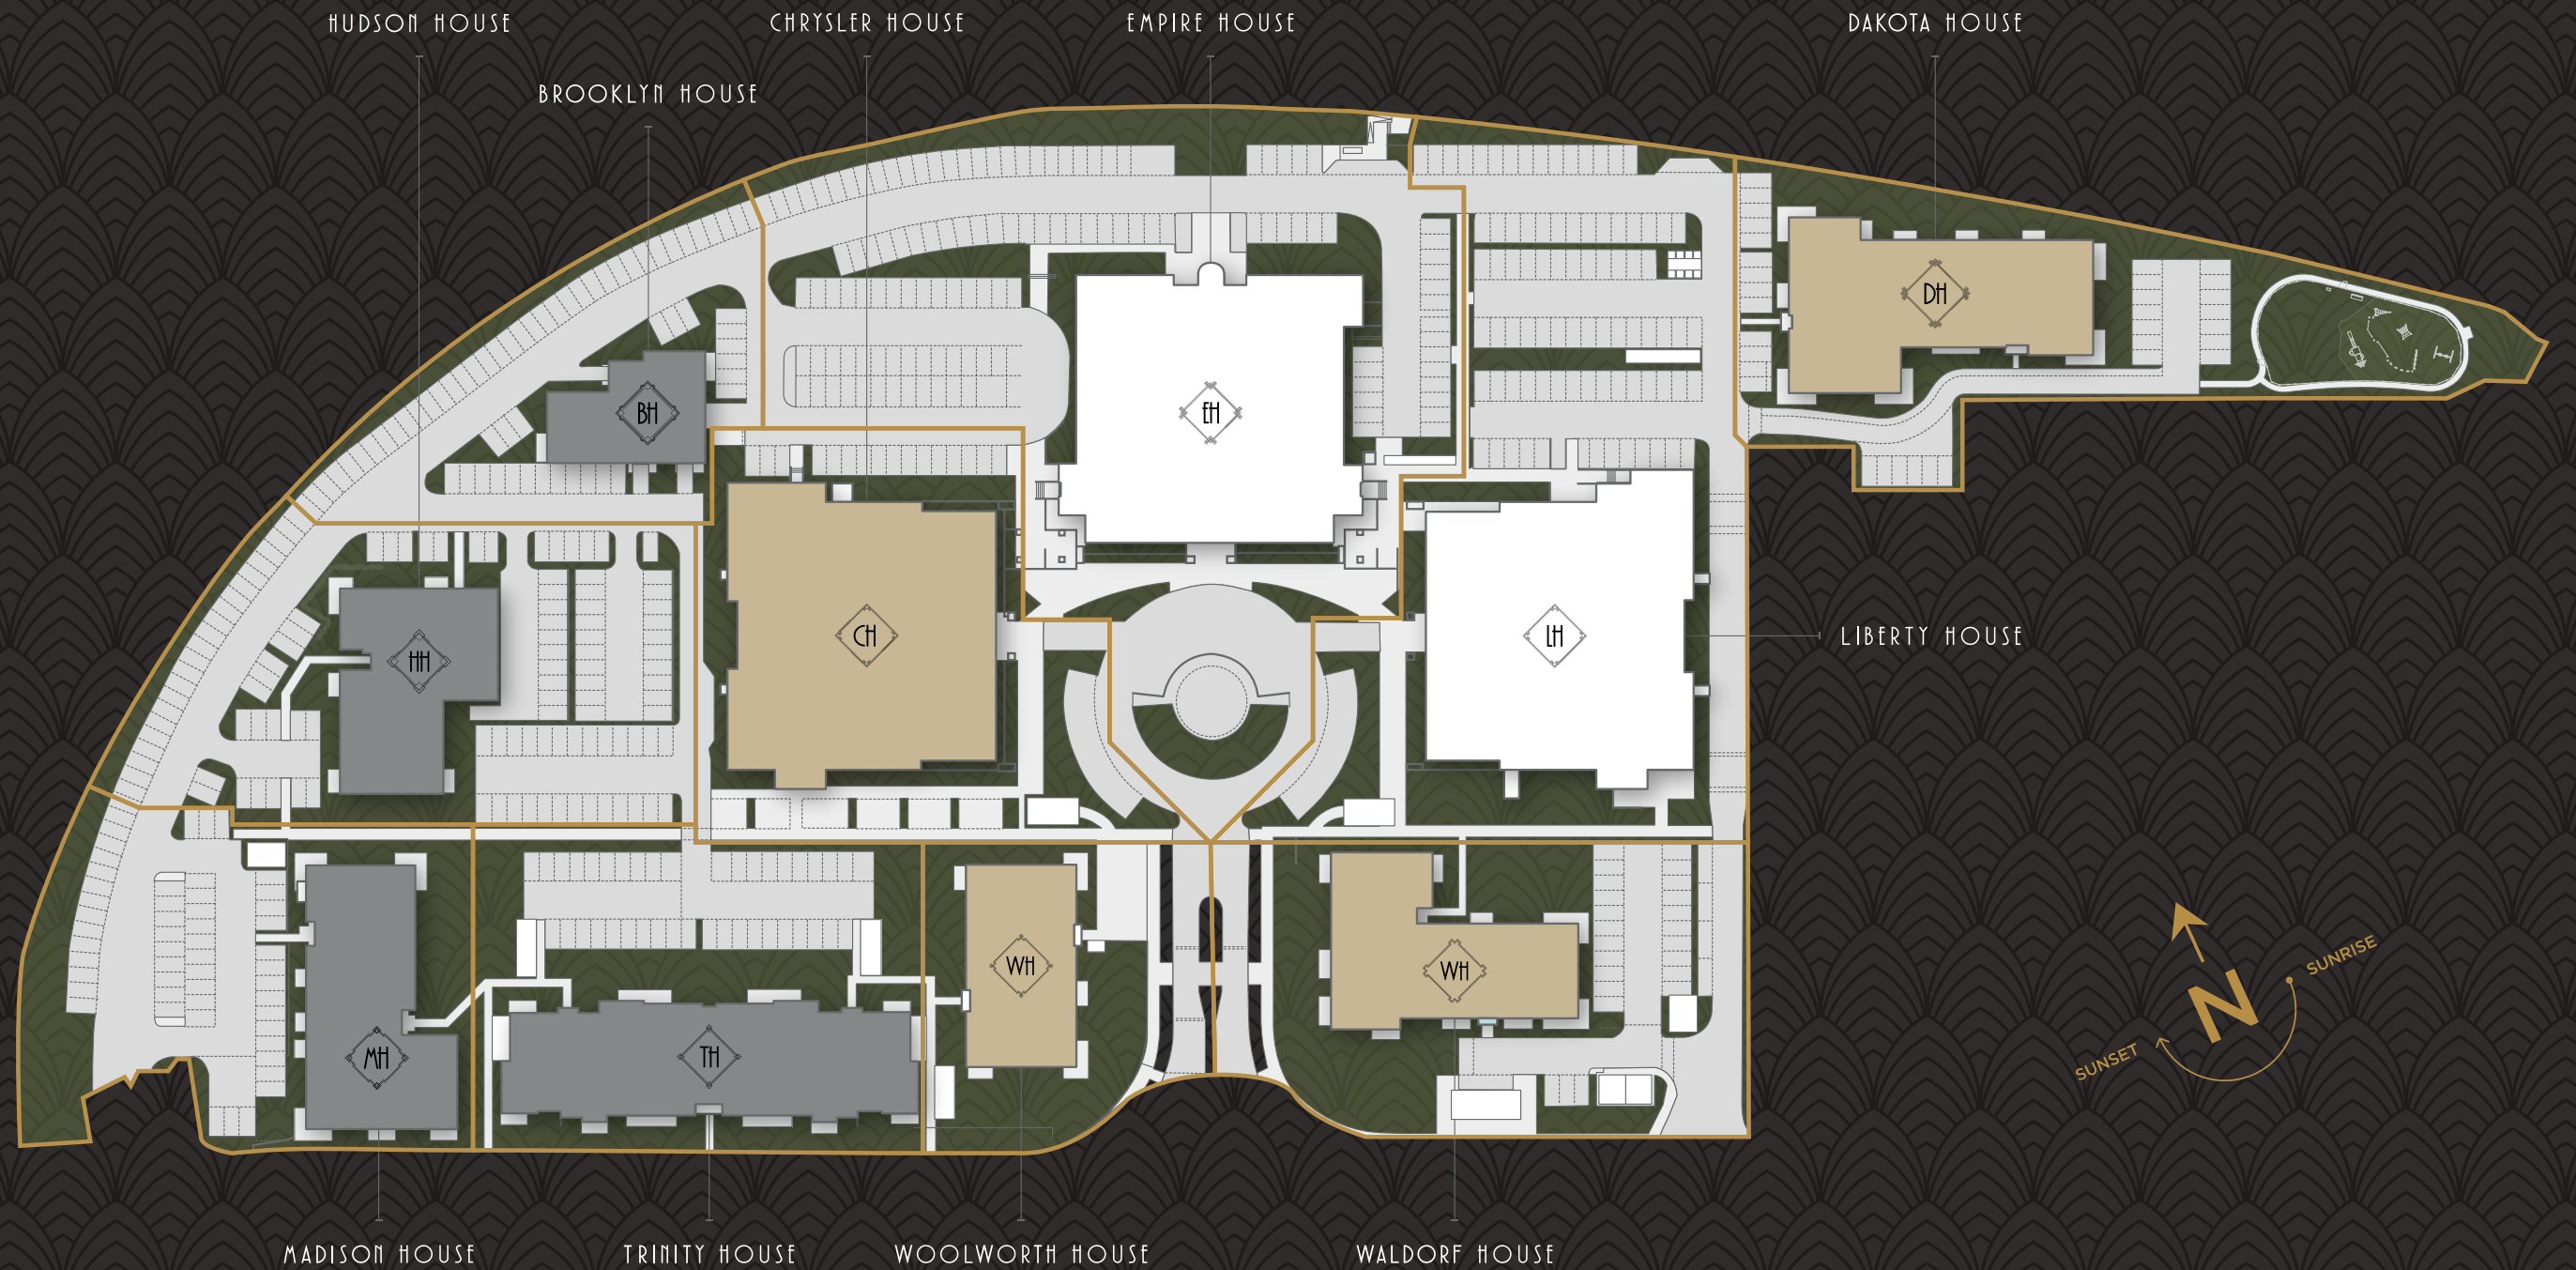 HUDSON HOUSE
CHRYSLER HOUSE
EMPIRE HOUSE
DAKOTA HOUSE
BROOKLYN HOUSE
DH
BH
EH
CH
LH
LIBERTY HOUSE
HH
WH
WH
MH
TH
SUNRISE
N
SUNSET
MADISON HOUSE
TRINITY HOUSE
WOOLWORTH HOUSE
WALDORF HOUSE